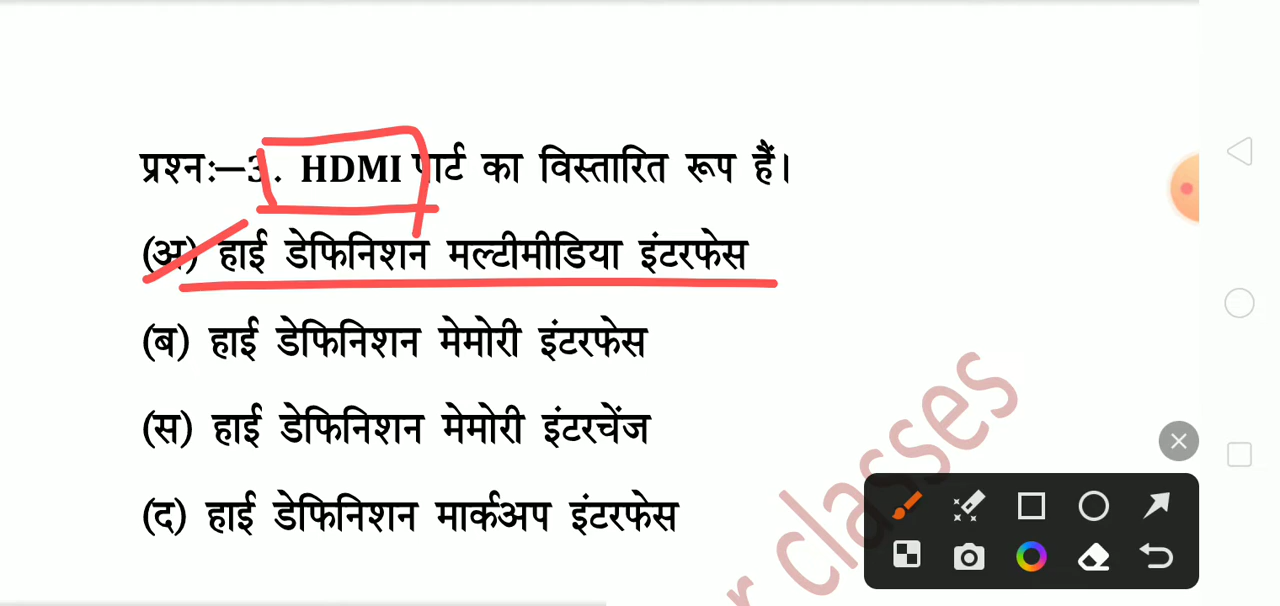 प्रश्नः—3. HDMI पार्ट का विस्तारित रूप हैं।
(अ) हाई डेफिनिशन मल्टीमीडिया इंटरफेस
(ब) हाई डेफिनिशन मेमोरी इंटरफेस
(स) हाई डेफिनिशन मेमोरी इंटरचेंज
(द) हाई डेफिनिशन मार्कअप इंटरफेस
classes